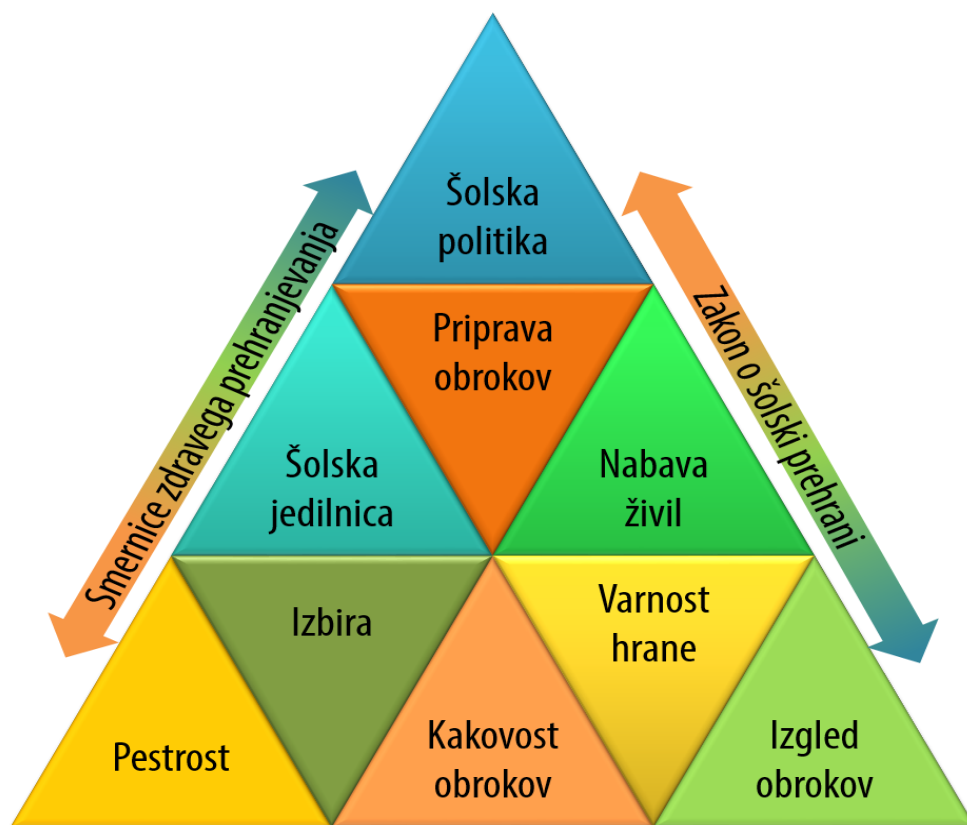 Šolska
politika
Smernice zdravega prehranjevanja
Zakon o šolski prehrani
Priprava
obrokov
Šolska
jedilnica
Nabava
živil
Izbira
Varnost
hrane
Pestrost
Kakovost
obrokov
Izgled
obrokov